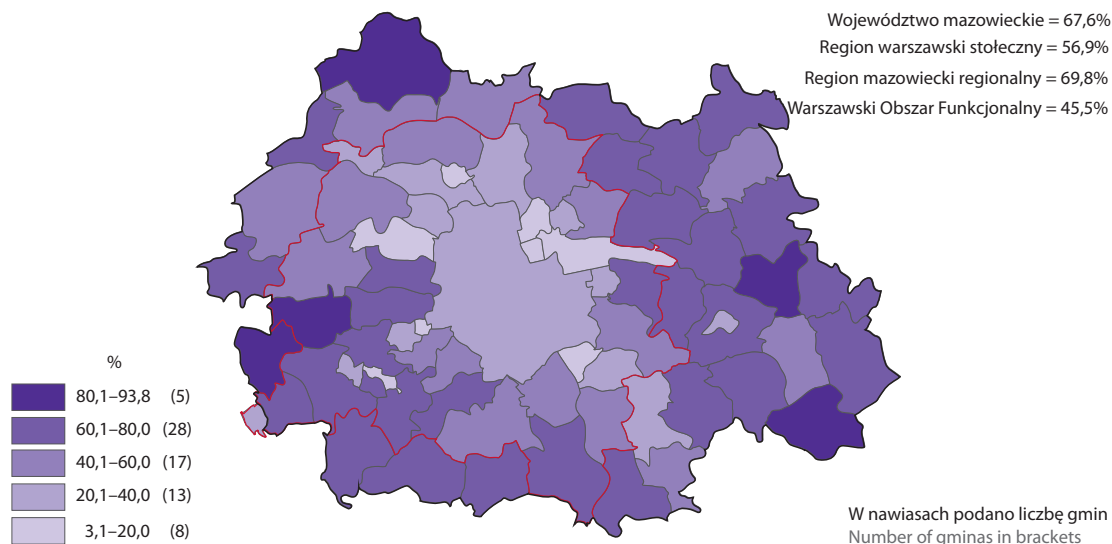 Województwo mazowieckie = 67,6%
Region warszawski stołeczny = 56,9%
Region mazowiecki regionalny = 69,8%
Warszawski Obszar Funkcjonalny = 45,5%
%
80,1–93,8 (5)
60,1–80,0 (28)
40,1–60,0 (17)
20,1–40,0 (13)
3,1–20,0 (8)
W nawiasach podano liczbę gmin
Number of gminas in brackets